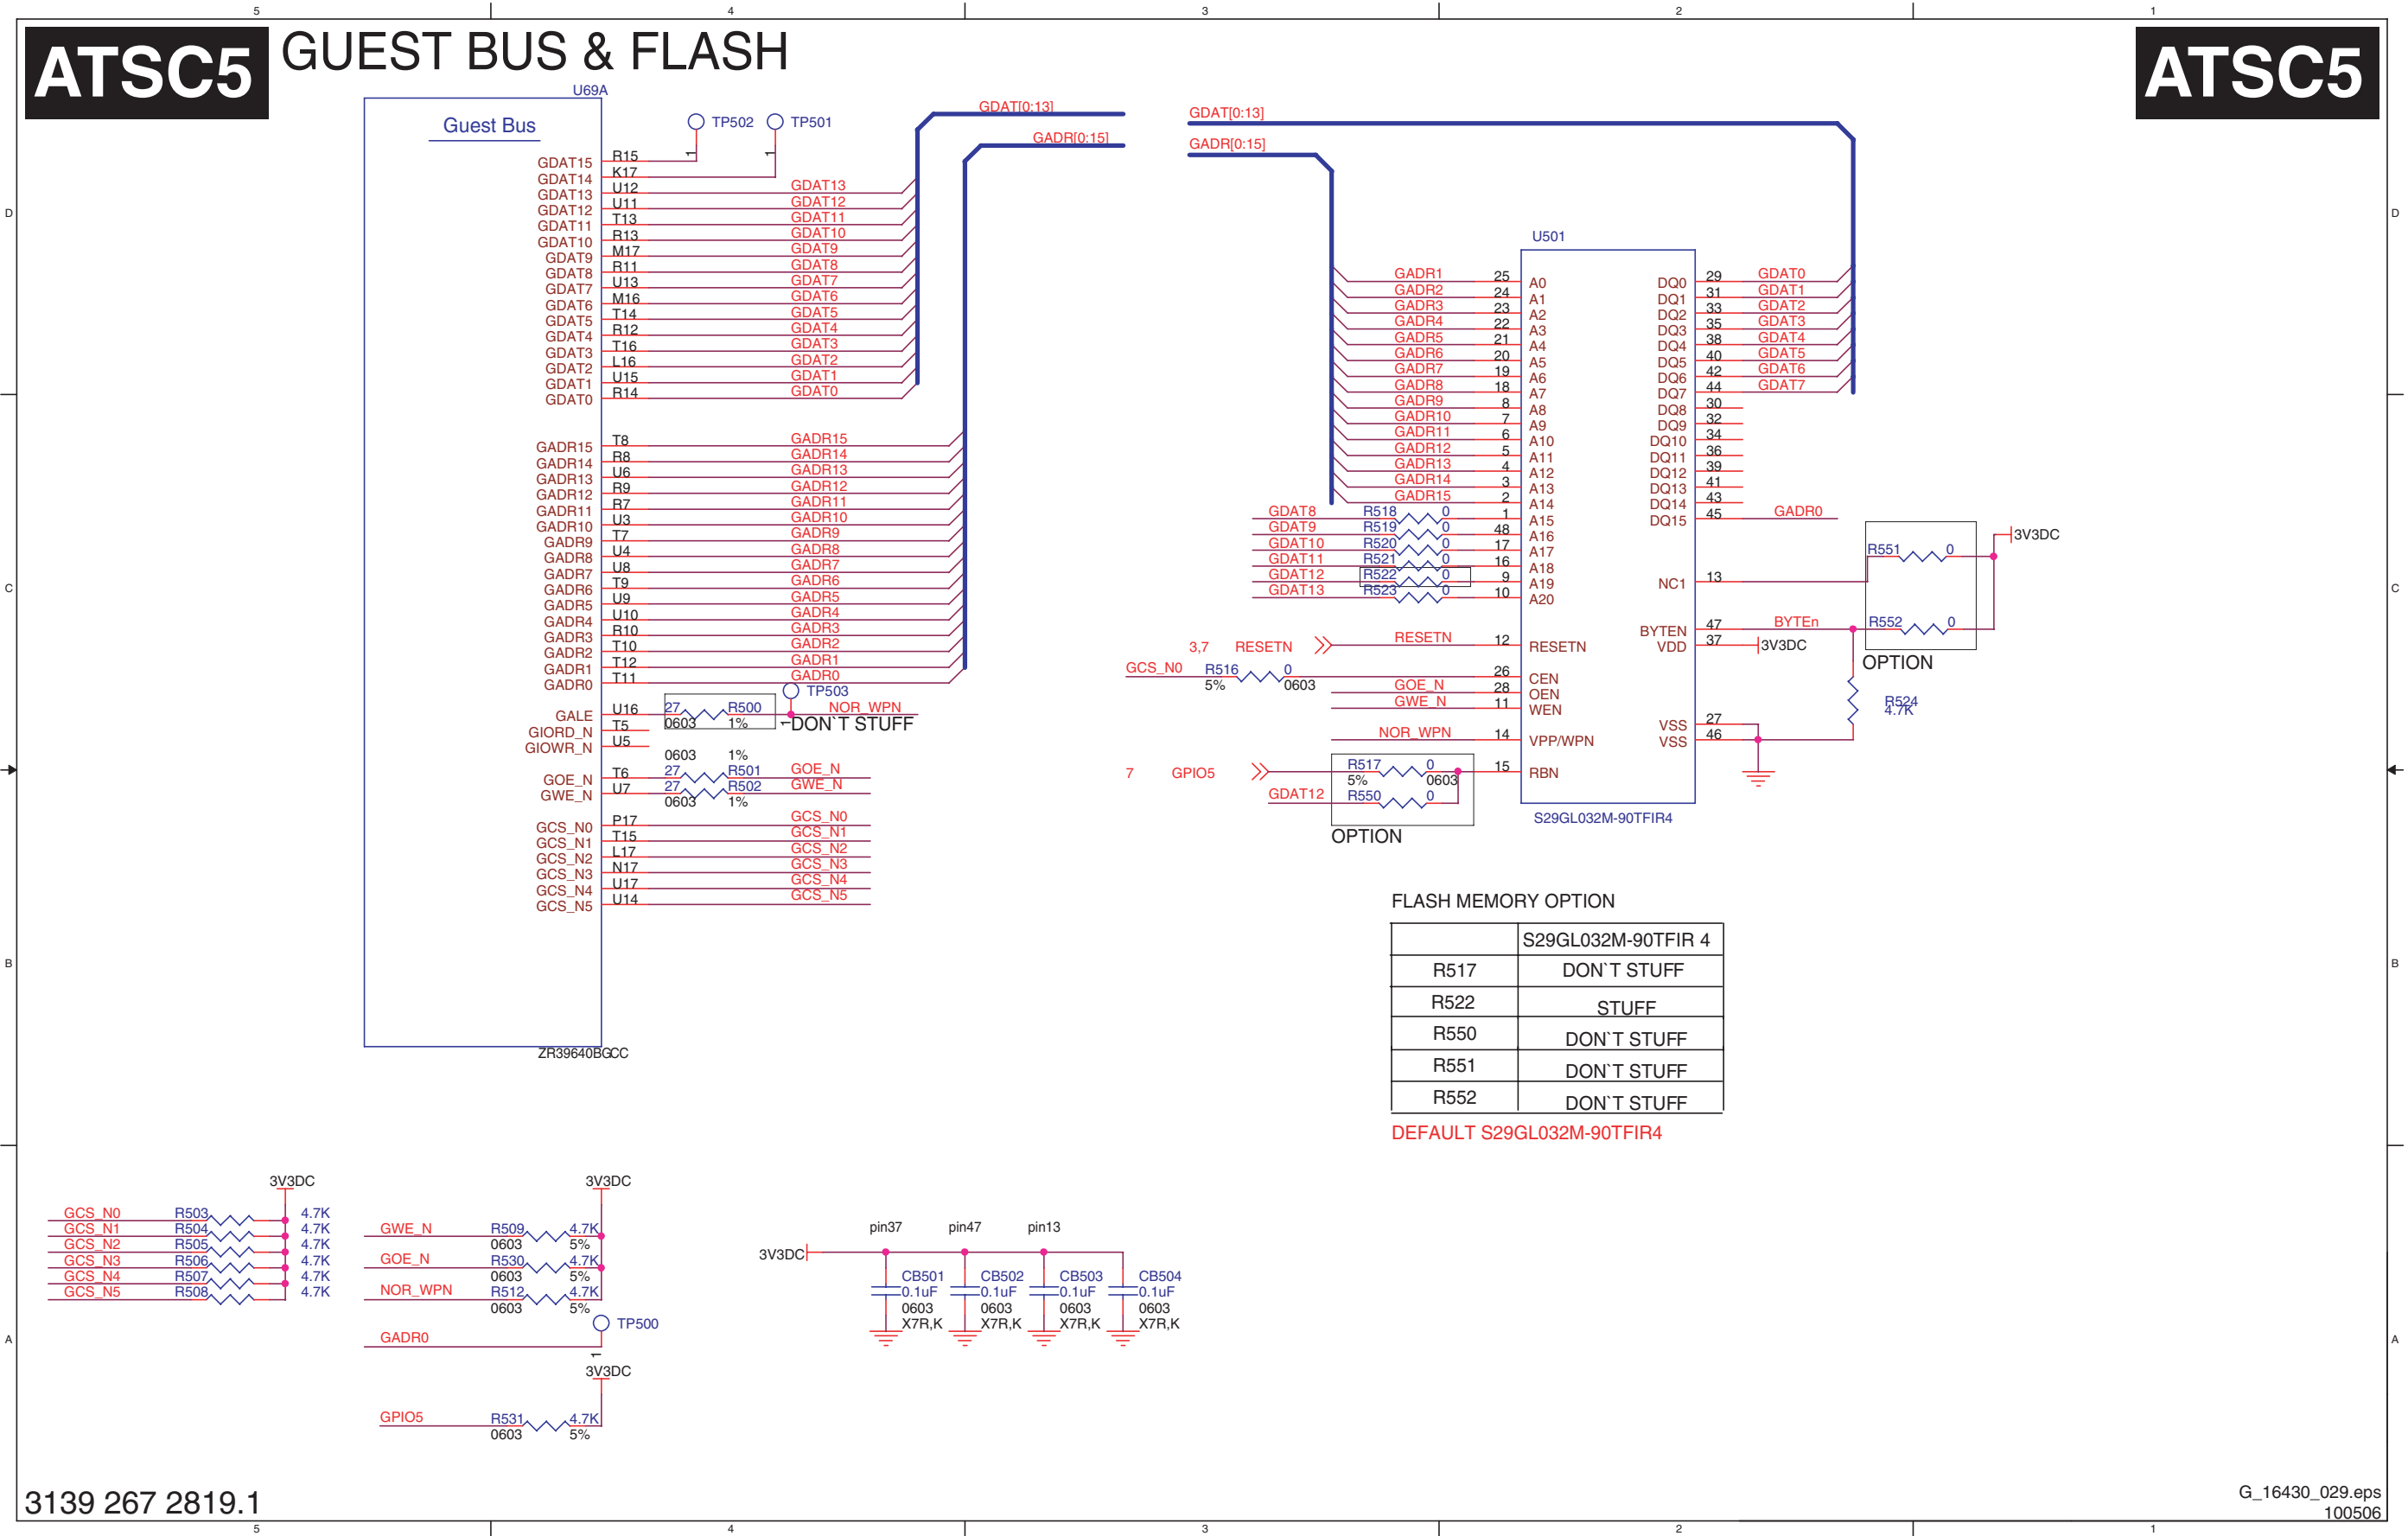 5 4 3 2 1
ATSC5 GUEST BUS & FLASH ATSC5
U69A
Guest Bus
TP502 TP501
1 1
GDAT15 R15
GDAT14 K17
GDAT13 U12 GDAT13
GDAT12 U11 GDAT12
GDAT11 T13 GDAT11
GDAT10 R13 GDAT10
GDAT9 M17 GDAT9
GDAT8 R11 GDAT8
GDAT7 U13 GDAT7
GDAT6 M16 GDAT6
GDAT5 T14 GDAT5
GDAT4 R12 GDAT4
GDAT3 T16 GDAT3
GDAT2 L16 GDAT2
GDAT1 U15 GDAT1
GDAT0 R14 GDAT0
GADR15 T8 GADR15
GADR14 R8 GADR14
GADR13 U6 GADR13
GADR12 R9 GADR12
GADR11 R7 GADR11
GADR10 U3 GADR10
GADR9 T7 GADR9
GADR8 U4 GADR8
GADR7 U8 GADR7
GADR6 T9 GADR6
GADR5 U9 GADR5
GADR4 U10 GADR4
GADR3 R10 GADR3
GADR2 T10 GADR2
GADR1 T12 GADR1
GADR0 T11 GADR0
TP503
GALE U16 27 R500 NOR_WPN
0603 1% 1 DON`T STUFF
GIORD_N T5
GIOWR_N U5
0603 1%
GOE_N T6 27 R501 GOE_N
GWE_N U7 27 R502 GWE_N
0603 1%
GCS_N0 P17 GCS_N0
GCS_N1 T15 GCS_N1
GCS_N2 L17 GCS_N2
GCS_N3 N17 GCS_N3
GCS_N4 U17 GCS_N4
GCS_N5 U14 GCS_N5
ZR39640BGCC
GDAT[0:13]
GADR[0:15]
GDAT[0:13]
GADR[0:15]
U501
GADR1 25 A0 DQ0 29 GDAT0
GADR2 24 A1 DQ1 31 GDAT1
GADR3 23 A2 DQ2 33 GDAT2
GADR4 22 A3 DQ3 35 GDAT3
GADR5 21 A4 DQ4 38 GDAT4
GADR6 20 A5 DQ5 40 GDAT5
GADR7 19 A6 DQ6 42 GDAT6
GADR8 18 A7 DQ7 44 GDAT7
GADR9 8 A8 DQ8 30
GADR10 7 A9 DQ9 32
GADR11 6 A10 DQ10 34
GADR12 5 A11 DQ11 36
GADR13 4 A12 DQ12 39
GADR14 3 A13 DQ13 41
GADR15 2 A14 DQ14 43
GDAT8 R518 0 1 A15 DQ15 45 GADR0
GDAT9 R519 0 48 A16
GDAT10 R520 0 17 A17
GDAT11 R521 0 16 A18
GDAT12 R522 0 9 A19 NC1 13
GDAT13 R523 0 10 A20
R551 0 3V3DC
BYTEN 47 BYTEn R552 0
3,7 RESETN RESETN 12 RESETN VDD 37 3V3DC
OPTION
GCS_N0 R516 0 26 CEN
5% 0603
GOE_N 28 OEN
GWE_N 11 WEN
R524
4.7K
VSS 27
NOR_WPN 14 VPP/WPN VSS 46
7 GPIO5 R517 0 15 RBN
5% 0603
GDAT12 R550 0
OPTION
S29GL032M-90TFIR4
FLASH MEMORY OPTION
S29GL032M-90TFIR 4
R517 DON`T STUFF
R522 STUFF
R550 DON`T STUFF
R551 DON`T STUFF
R552 DON`T STUFF
DEFAULT S29GL032M-90TFIR4
3V3DC
GCS_N0 R503 4.7K
GCS_N1 R504 4.7K
GCS_N2 R505 4.7K
GCS_N3 R506 4.7K
GCS_N4 R507 4.7K
GCS_N5 R508 4.7K
3V3DC
GWE_N R509 4.7K
0603 5%
GOE_N R530 4.7K
0603 5%
NOR_WPN R512 4.7K
0603 5%
TP500
GADR0
1
3V3DC
GPIO5 R531 4.7K
0603 5%
pin37 pin47 pin13
3V3DC
CB501 CB502 CB503 CB504
0.1uF 0.1uF 0.1uF 0.1uF
0603 0603 0603 0603
X7R,K X7R,K X7R,K X7R,K
D D
C C
B B
A A
3139 267 2819.1
G_16430_029.eps
100506
5 4 3 2 1